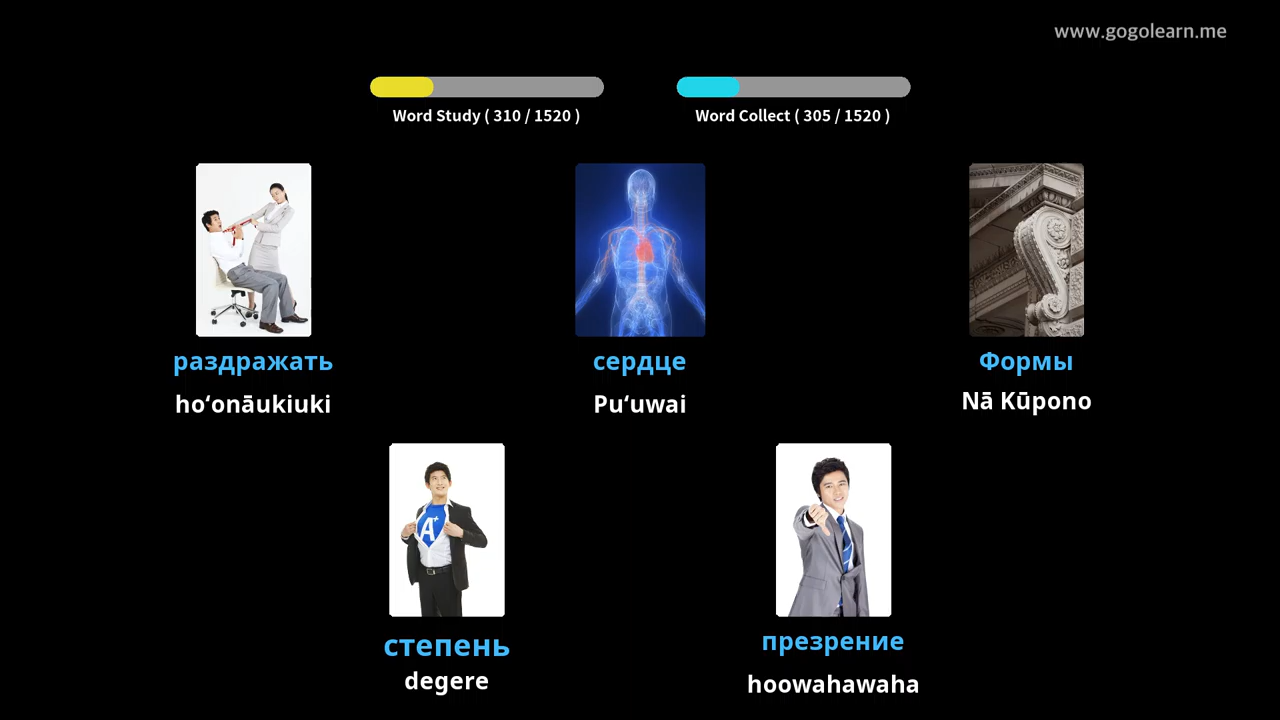 www.gogolearn.me
Word Study ( 310 / 1520 )
Word Collect ( 305 / 1520 )
раздражать
сердце
Формы
hoʻonāukiuki
Puʻuwai
Nā Kūpono
A+
степень
презрение
degere
hoowahawaha